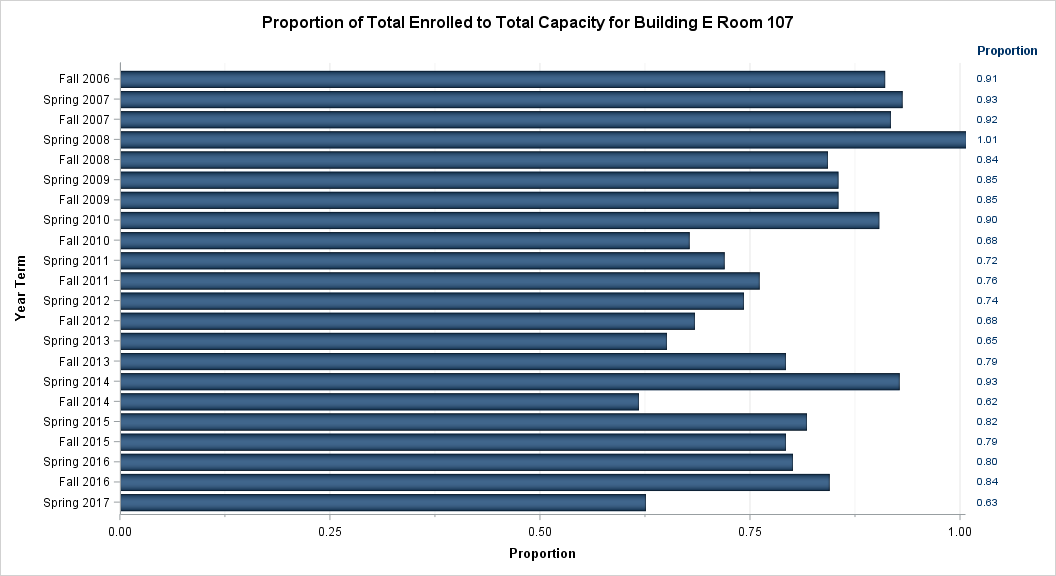 Proportion of Total Enrolled to Total Capacity for Building E Room 107
Proportion
Year Term
Fall 2006 0.91
Spring 2007 0.93
Fall 2007 0.92
Spring 2008 1.01
Fall 2008 0.84
Spring 2009 0.85
Fall 2009 0.85
Spring 2010 0.90
Fall 2010 0.68
Spring 2011 0.72
Fall 2011 0.76
Spring 2012 0.74
Fall 2012 0.68
Spring 2013 0.65
Fall 2013 0.79
Spring 2014 0.93
Fall 2014 0.62
Spring 2015 0.82
Fall 2015 0.79
Spring 2016 0.80
Fall 2016 0.84
Spring 2017 0.63
0.00 0.25 0.50 0.75 1.00
Proportion